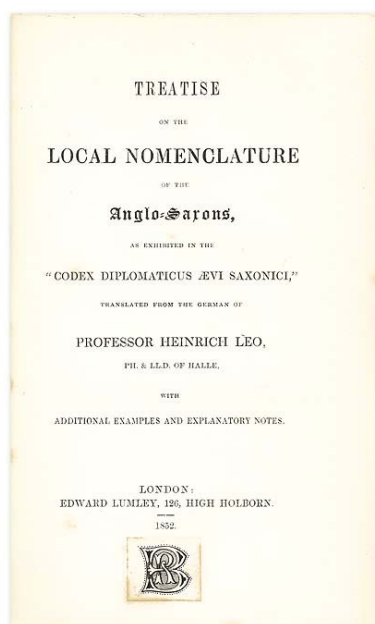 TREATISE
ON THE
LOCAL NOMENCLATURE
OF THE
Anglo-Saxons,
AS EXHIBITED IN THE
"CODEX DIPLOMATICUS ÆVI SAXONICI,"
TRANSLATED FROM THE GERMAN OF
PROFESSOR HEINRICH LEO,
PH. & LL.D. OF HALLE,
WITH
ADDITIONAL EXAMPLES AND EXPLANATORY NOTES.
LONDON:
EDWARD LUMLEY, 126, HIGH HOLBORN.
1852.